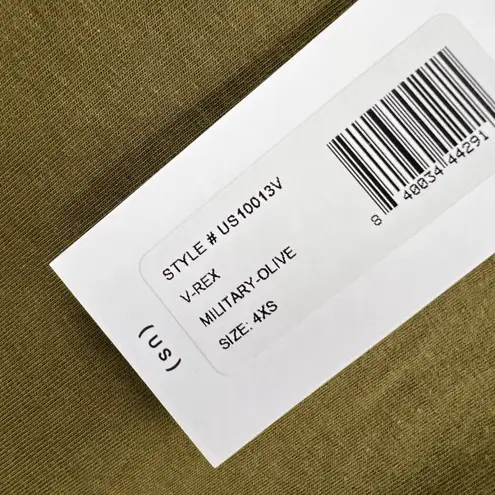 STYLE # US10013V
V-REX
MILITARY-OLIVE
SIZE: 4XS
(US)
8 40034 44291